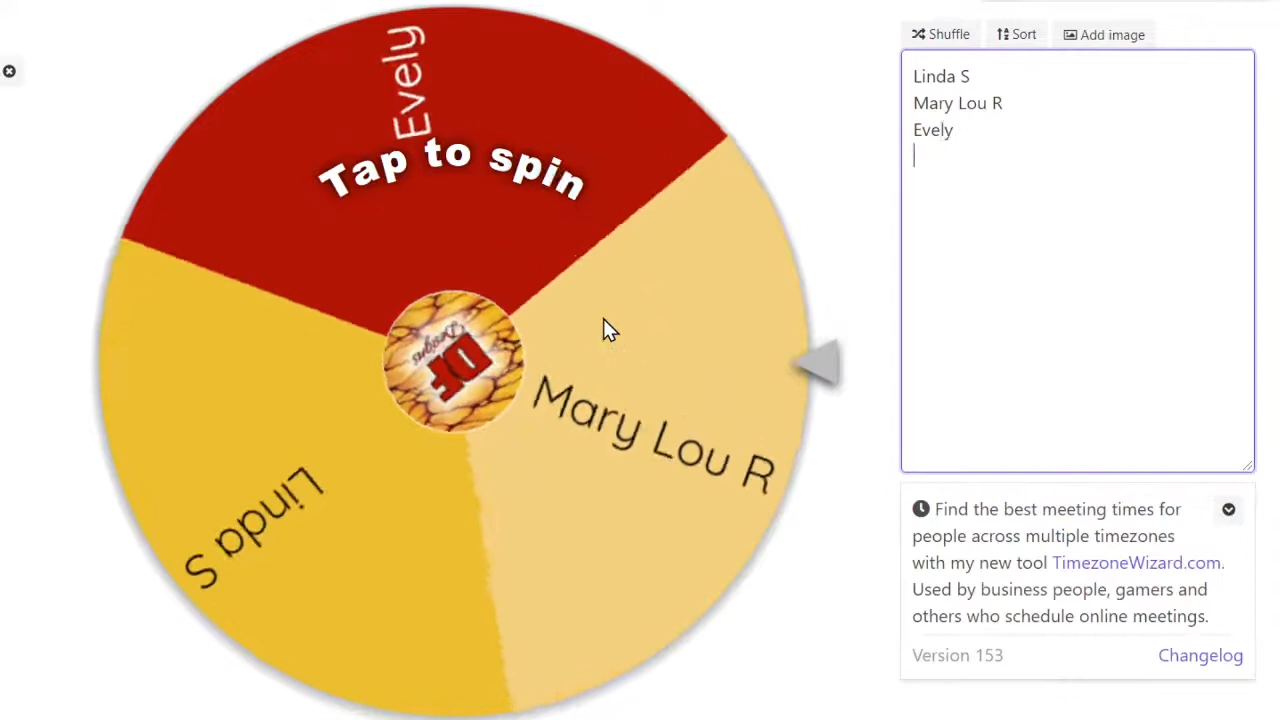 Evely
Tap to spin
Mary Lou R
Linda S
DF
Designs
Shuffle
Sort
Add image
Linda S
Mary Lou R
Evely
Find the best meeting times for
people across multiple timezones
with my new tool TimezoneWizard.com.
Used by business people, gamers and
others who schedule online meetings.
Version 153
Changelog